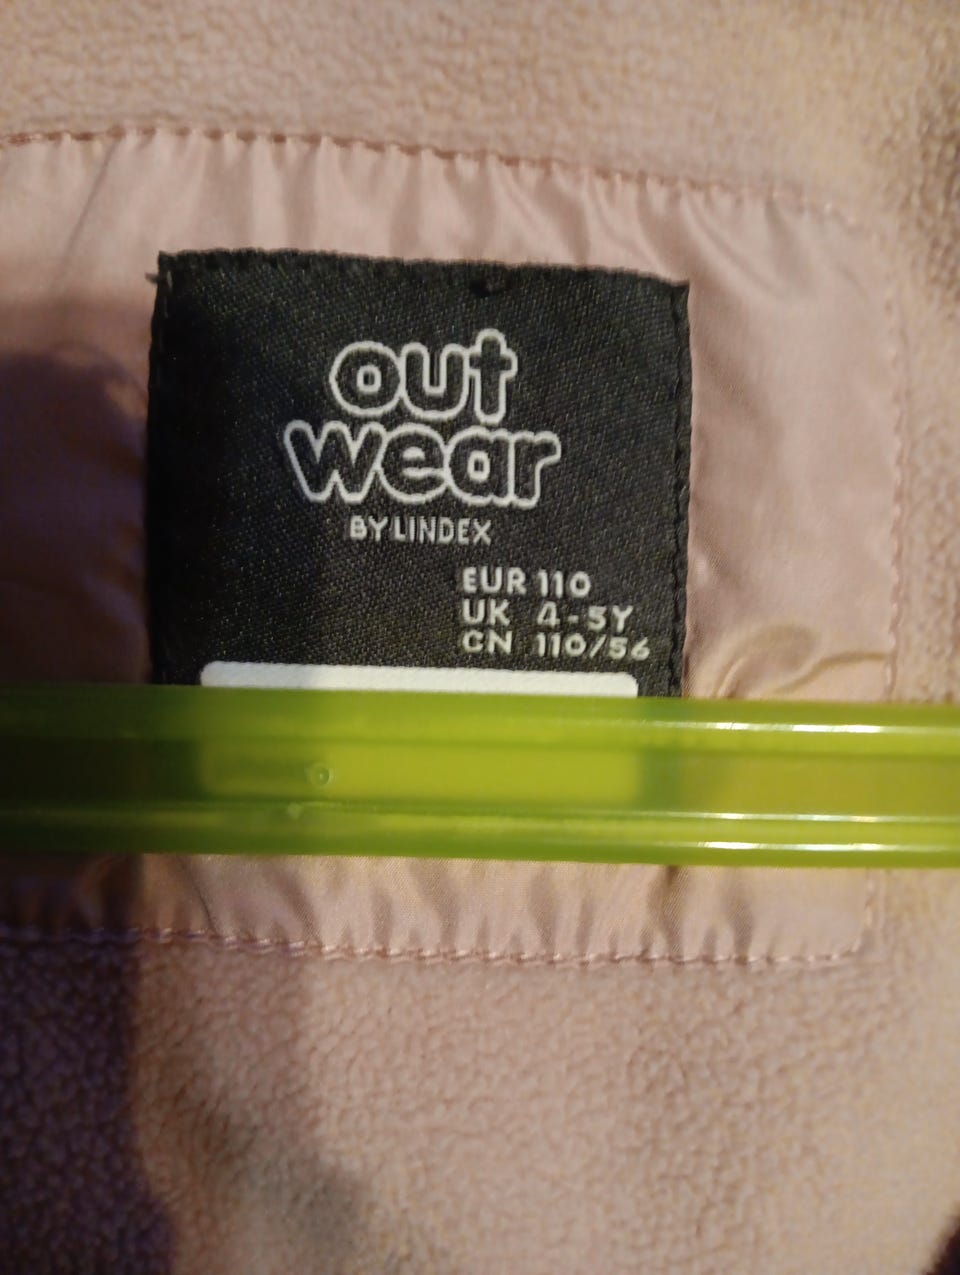 out
wear
BY LINDEX
EUR 110
UK 4-5Y
CN 110/56